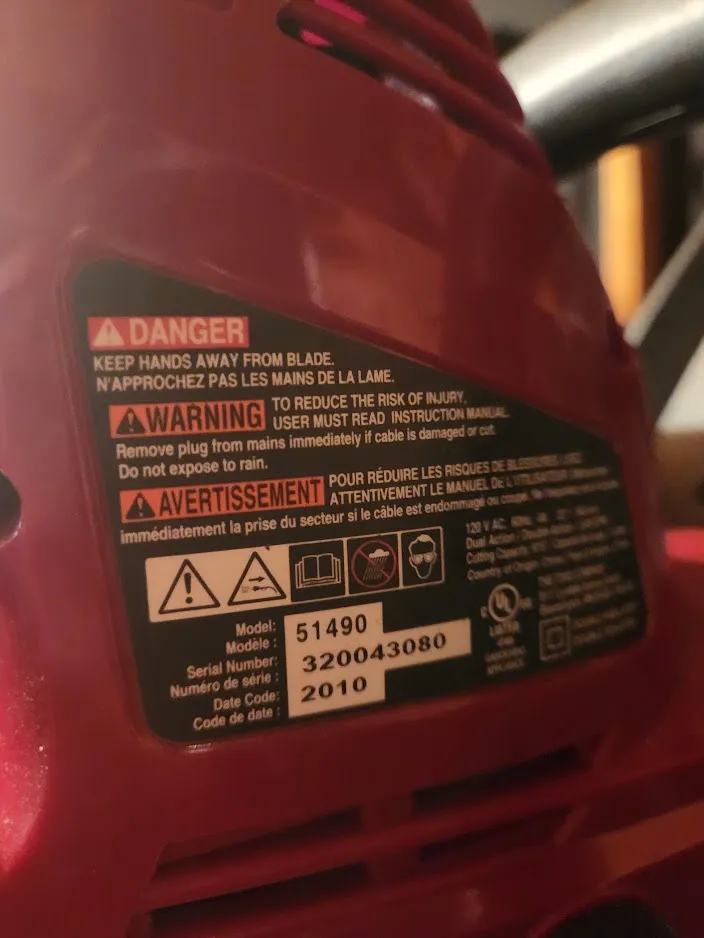 DANGER
KEEP HANDS AWAY FROM BLADE.
N'APPROCHEZ PAS LES MAINS DE LA LAME.
WARNING TO REDUCE THE RISK OF INJURY,
USER MUST READ INSTRUCTION MANUAL.
Remove plug from mains immediately if cable is damaged or cut.
Do not expose to rain.
AVERTISSEMENT POUR RÉDUIRE LES RISQUES DE BLESSURES
ATTENTIVEMENT LE MANUEL DE L'UTILISATEUR
immédiatement la prise du secteur si le câble est endommagé ou coupé.
120 V A.C.
Dual Action
Cutting Capacity
Country of Origin
UL
LISTED
Model: 51490
Modèle :
Serial Number: 320043080
Numéro de série :
Date Code: 2010
Code de date :